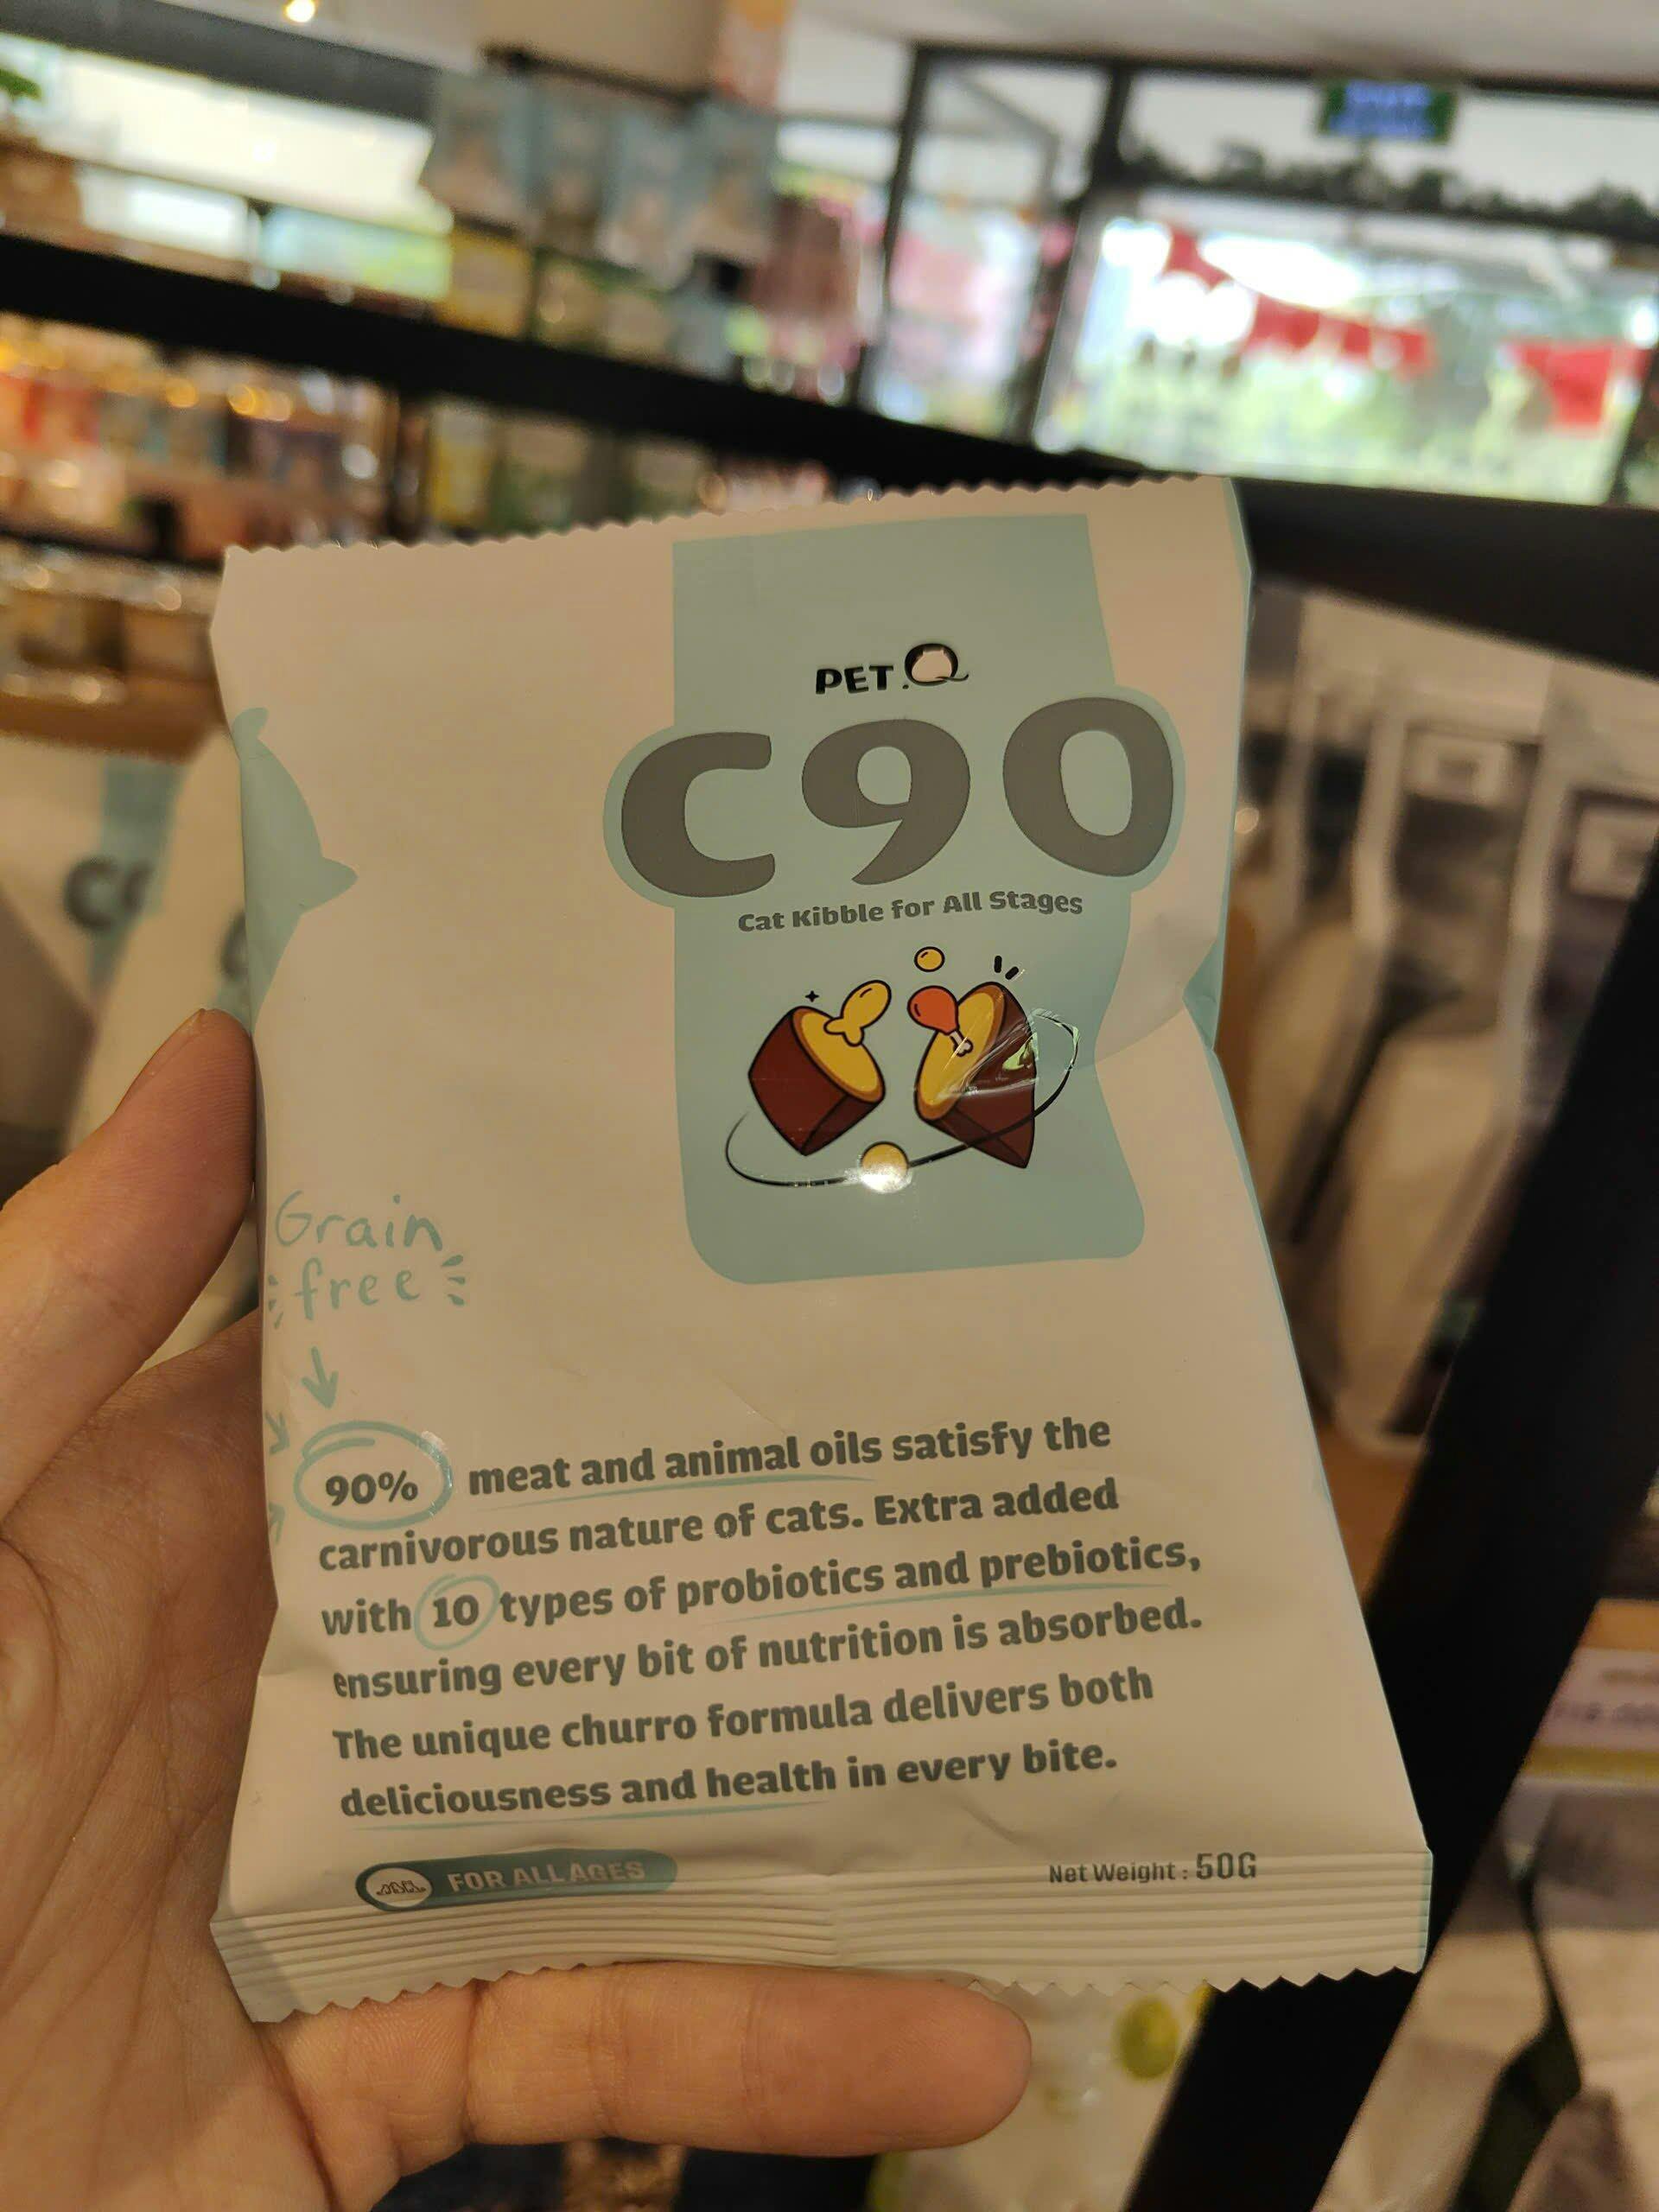 PET.Q
C90
Cat Kibble for All Stages
Grain
free
90% meat and animal oils satisfy the
carnivorous nature of cats. Extra added
with 10 types of probiotics and prebiotics,
ensuring every bit of nutrition is absorbed.
The unique churro formula delivers both
deliciousness and health in every bite.
FOR ALL AGES
Net Weight : 50G